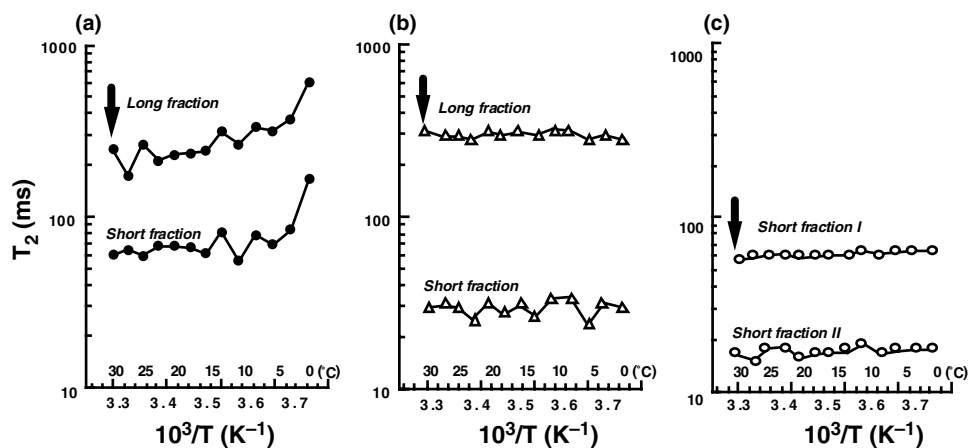 (a)
1000
Long fraction
100
Short fraction
10
30 25 20 15 10 5 0 (˚C)
3.3 3.4 3.5 3.6 3.7
10³/T (K⁻¹)
T₂ (ms)
(b)
1000
Long fraction
100
Short fraction
10
30 25 20 15 10 5 0 (˚C)
3.3 3.4 3.5 3.6 3.7
10³/T (K⁻¹)
(c)
1000
100
Short fraction I
Short fraction II
10
30 25 20 15 10 5 0 (˚C)
3.3 3.4 3.5 3.6 3.7
10³/T (K⁻¹)